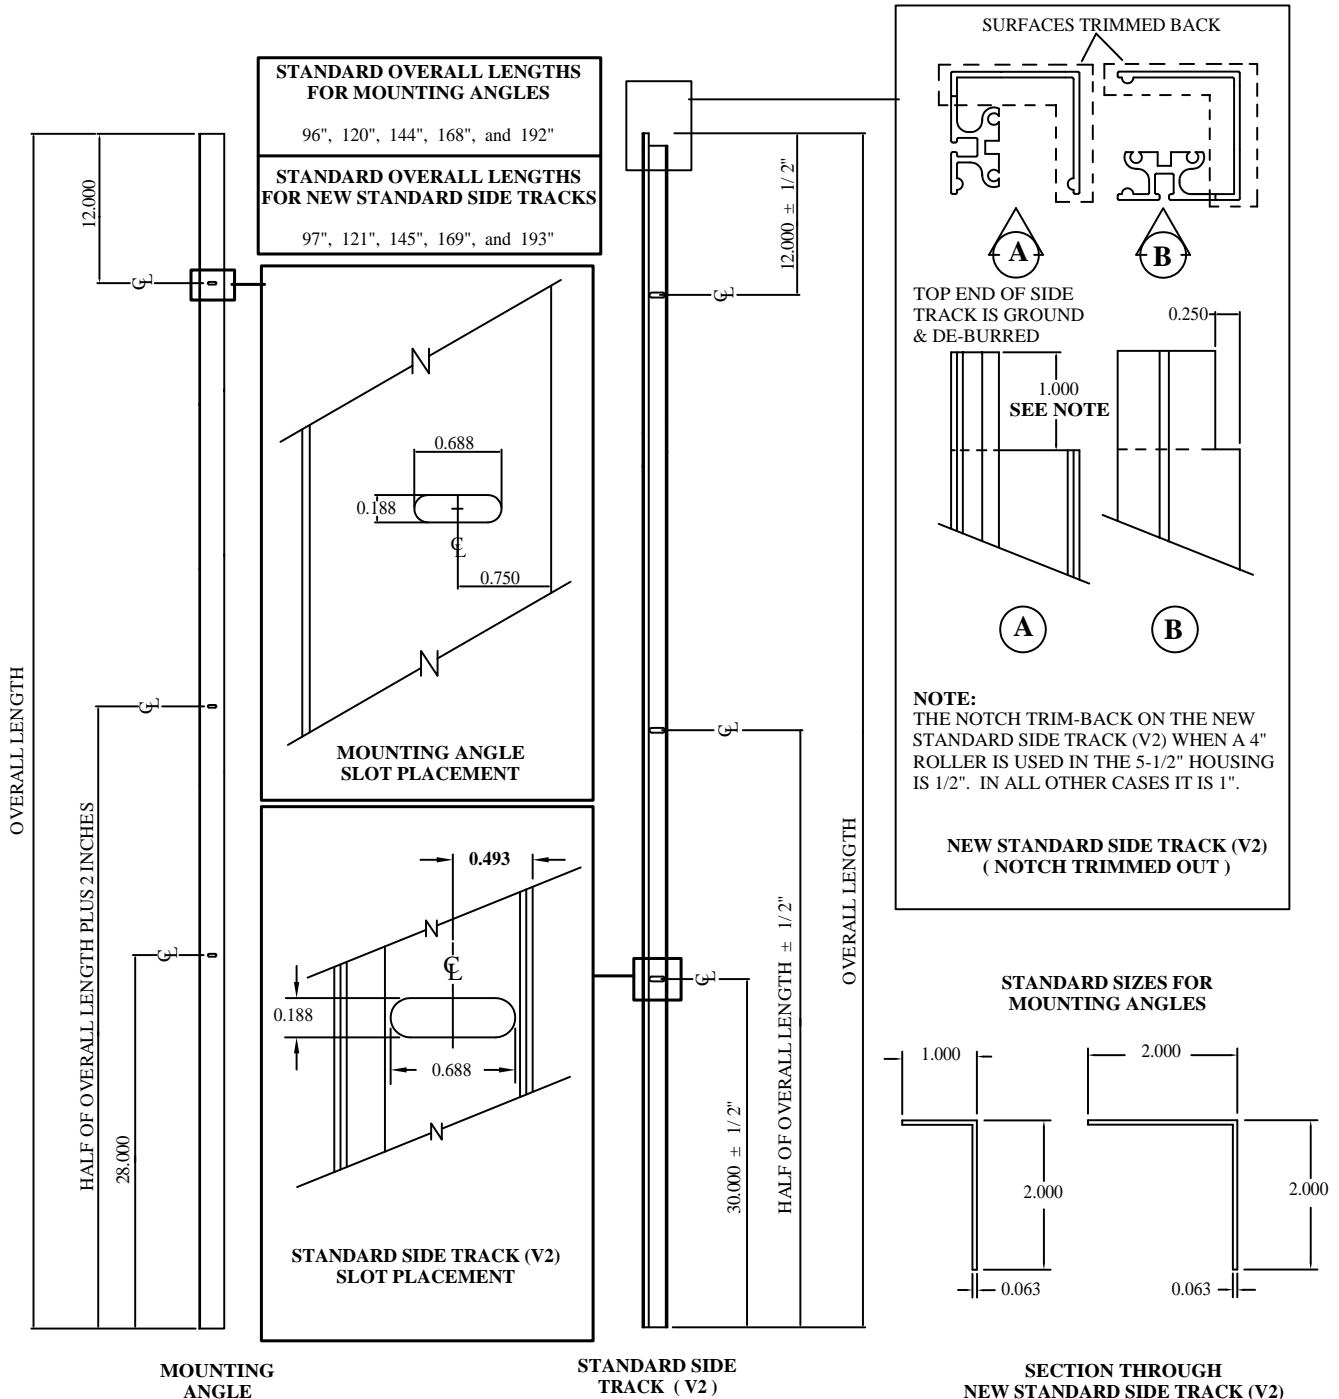 STANDARD OVERALL LENGTHS
FOR MOUNTING ANGLES
96", 120", 144", 168", and 192"
STANDARD OVERALL LENGTHS
FOR NEW STANDARD SIDE TRACKS
97", 121", 145", 169", and 193"
OVERALL LENGTH
12.000
HALF OF OVERALL LENGTH PLUS 2 INCHES
28.000
CL
CL
CL
MOUNTING
ANGLE
N
0.688
0.188
CL
0.750
N
MOUNTING ANGLE
SLOT PLACEMENT
0.493
N
CL
0.188
0.688
N
STANDARD SIDE TRACK (V2)
SLOT PLACEMENT
12.000 ± 1/2"
CL
CL
CL
HALF OF OVERALL LENGTH ± 1/2"
30.000 ± 1/2"
OVERALL LENGTH
STANDARD SIDE
TRACK ( V2 )
SURFACES TRIMMED BACK
A
B
TOP END OF SIDE
TRACK IS GROUND
& DE-BURRED
0.250
1.000
SEE NOTE
A
B
NOTE:
THE NOTCH TRIM-BACK ON THE NEW
STANDARD SIDE TRACK (V2) WHEN A 4"
ROLLER IS USED IN THE 5-1/2" HOUSING
IS 1/2". IN ALL OTHER CASES IT IS 1".
NEW STANDARD SIDE TRACK (V2)
( NOTCH TRIMMED OUT )
STANDARD SIZES FOR
MOUNTING ANGLES
1.000
2.000
2.000
2.000
0.063
0.063
SECTION THROUGH
NEW STANDARD SIDE TRACK (V2)